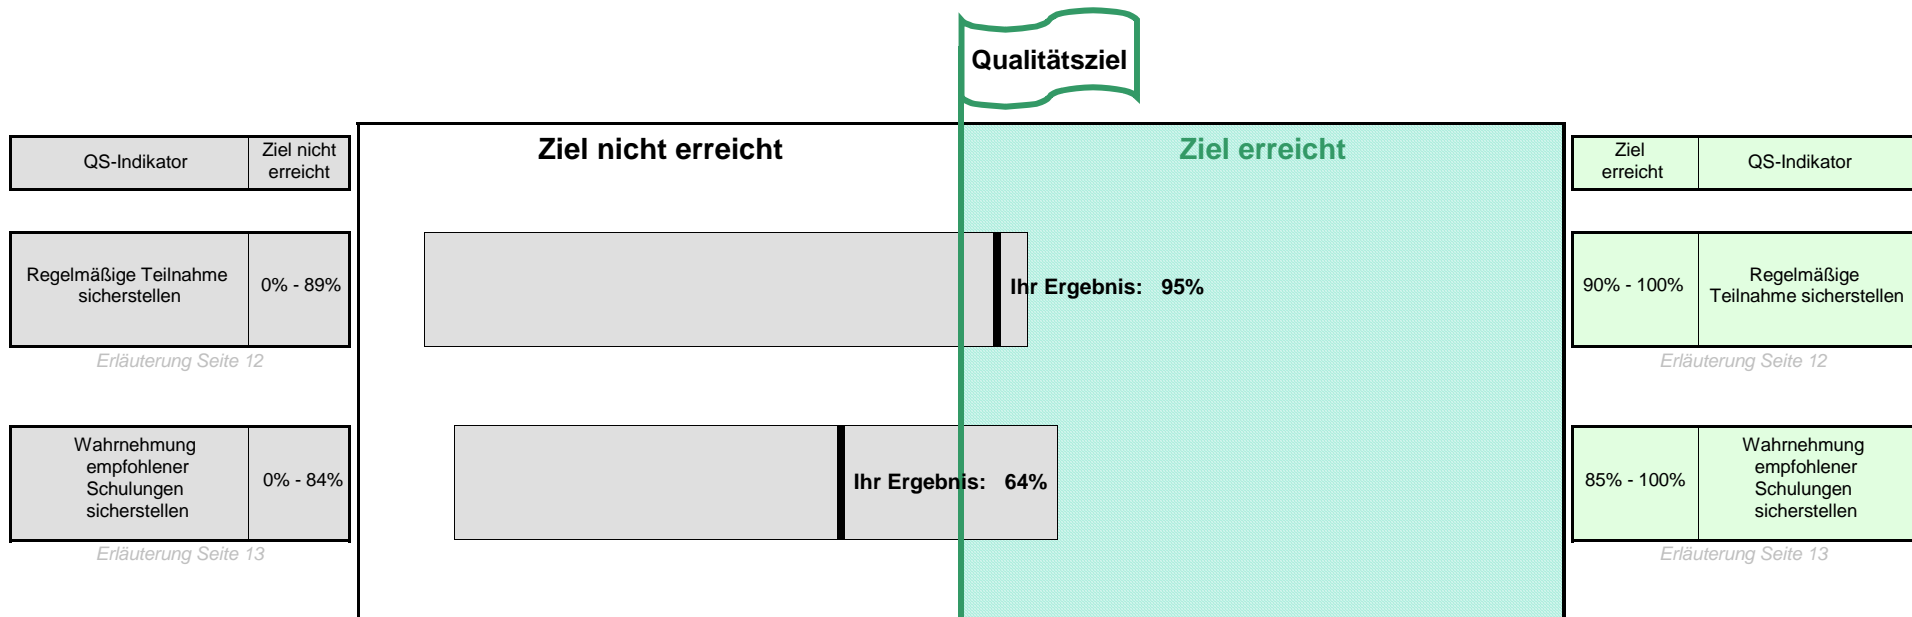 Qualitätsziel
QS-Indikator
Ziel nicht
erreicht
Ziel nicht erreicht
Ziel erreicht
Ziel
erreicht
QS-Indikator
Regelmäßige Teilnahme
sicherstellen
0% - 89%
Ihr Ergebnis: 95%
90% - 100%
Regelmäßige
Teilnahme sicherstellen
Erläuterung Seite 12
Erläuterung Seite 12
Wahrnehmung
empfohlener
Schulungen
sicherstellen
0% - 84%
Ihr Ergebnis: 64%
85% - 100%
Wahrnehmung
empfohlener
Schulungen
sicherstellen
Erläuterung Seite 13
Erläuterung Seite 13